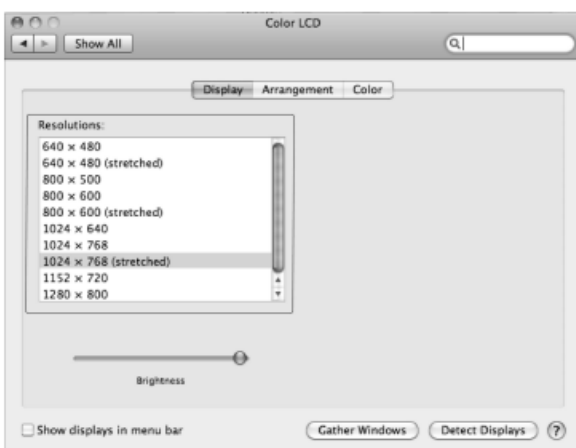 Color LCD
Show All
Display Arrangement Color
Resolutions:
640 × 480
640 × 480 (stretched)
800 × 500
800 × 600
800 × 600 (stretched)
1024 × 640
1024 × 768
1024 × 768 (stretched)
1152 × 720
1280 × 800
Brightness
Show displays in menu bar Gather Windows Detect Displays ?